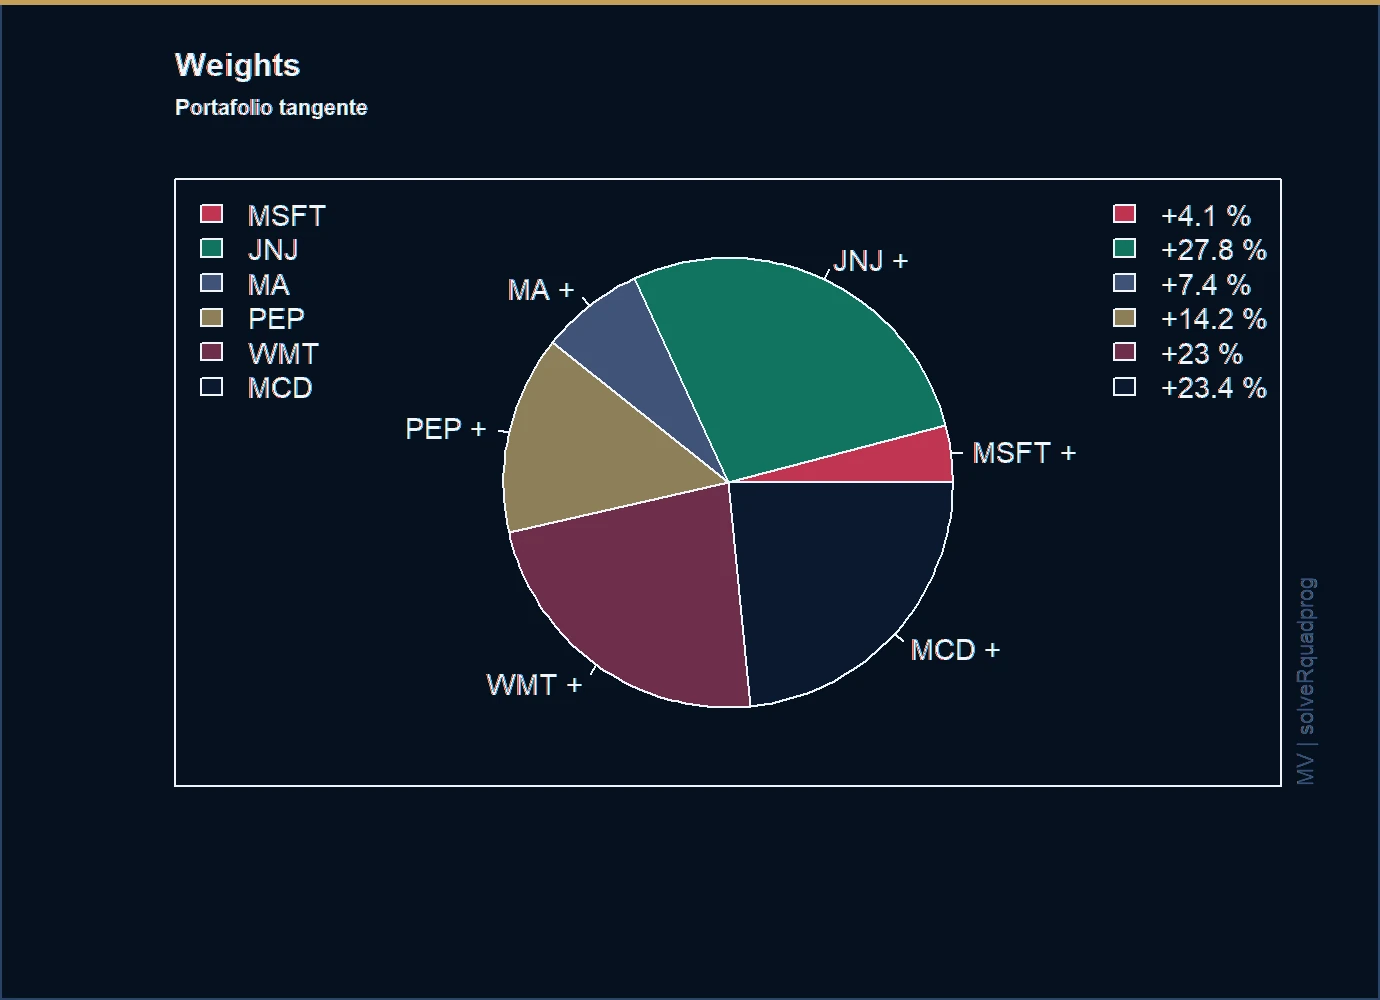 Weights
Portafolio tangente
MSFT
JNJ
MA
PEP
WMT
MCD
+4.1 %
+27.8 %
+7.4 %
+14.2 %
+23 %
+23.4 %
JNJ +
MA +
PEP +
MSFT +
MCD +
WMT +
MV | solveRquadprog